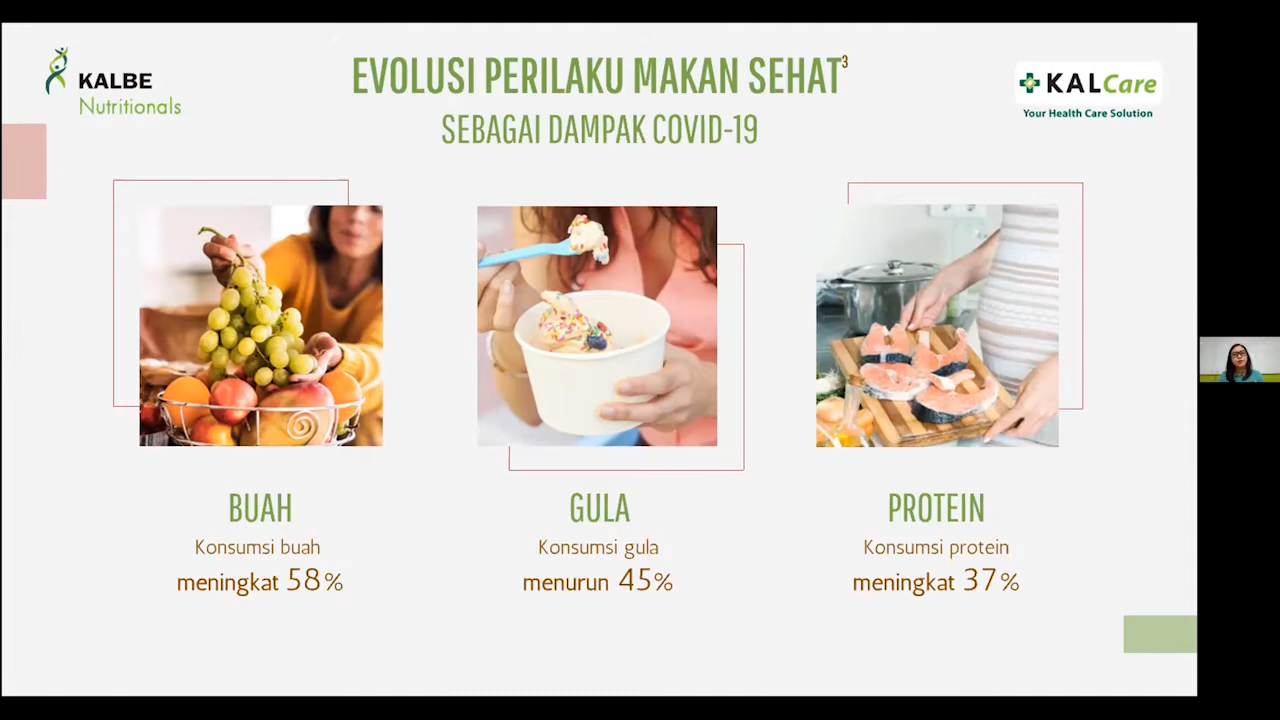 KALBE
Nutritionals
EVOLUSI PERILAKU MAKAN SEHAT³
SEBAGAI DAMPAK COVID-19
KALCare
Your Health Care Solution
BUAH
Konsumsi buah
meningkat 58%
GULA
Konsumsi gula
menurun 45%
PROTEIN
Konsumsi protein
meningkat 37%